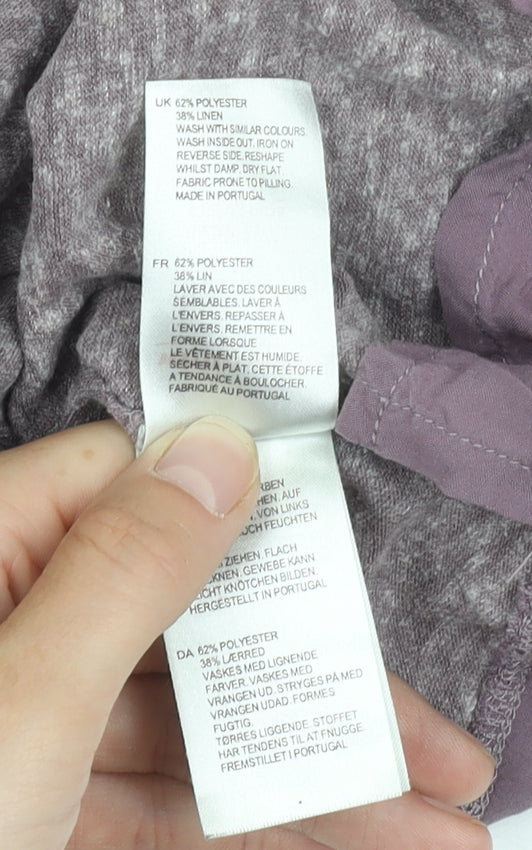 UK 62% POLYESTER
38% LINEN
WASH WITH SIMILAR COLOURS
WASH INSIDE OUT. IRON ON
REVERSE SIDE. RESHAPE
WHILST DAMP. DRY FLAT.
FABRIC PRONE TO PILLING.
MADE IN PORTUGAL
FR 62% POLYESTER
38% LIN
LAVER AVEC DES COULEURS
SEMBLABLES. LAVER À
L'ENVERS. REPASSER À
L'ENVERS. REMETTRE EN
FORME LORSQUE
LE VÊTEMENT EST HUMIDE.
SÉCHER À PLAT. CETTE ÉTOFFE
A TENDANCE À BOULOCHER.
FABRIQUÉ AU PORTUGAL
AUF
VON LINKS
FEUCHTEN
ZIEHEN. FLACH
GEWEBE KANN
KNÖTCHEN BILDEN.
HERGESTELLT IN PORTUGAL
DA 62% POLYESTER
38% LÆRRED
VASKES MED LIGNENDE
FARVER. VASKES MED
VRANGEN UD. STRYGES PÅ MED
VRANGEN UDAD. FORMES
FUGTIG.
TØRRES LIGGENDE. STOFFET
HAR TENDENS TIL AT FNUGGE.
FREMSTILLET I PORTUGAL